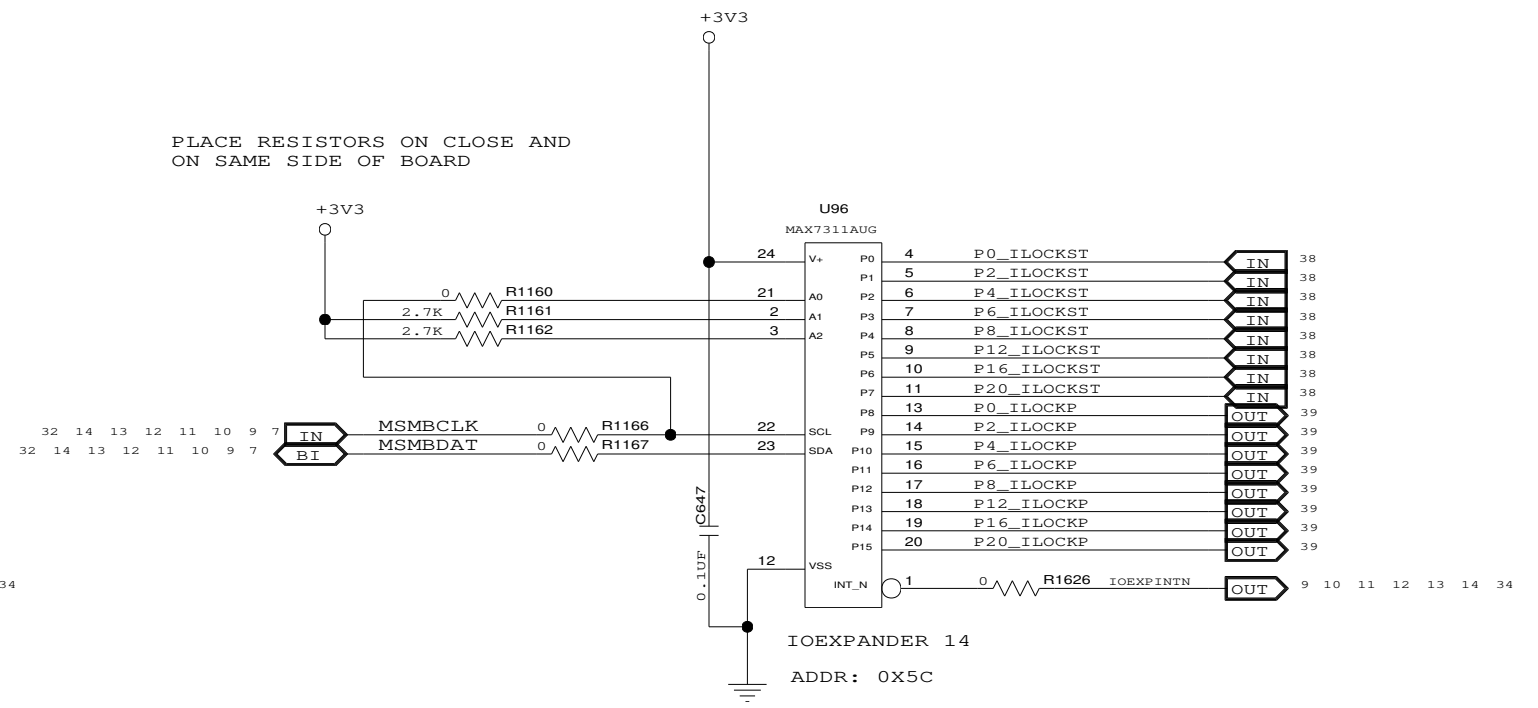 +3V3
PLACE RESISTORS ON CLOSE AND
ON SAME SIDE OF BOARD
+3V3
U96
MAX7311AUG
24 V+ P0 4 P0_ILOCKST IN 38
P1 5 P2_ILOCKST IN 38
0 R1160 21 A0 P2 6 P4_ILOCKST IN 38
2.7K R1161 2 A1 P3 7 P6_ILOCKST IN 38
2.7K R1162 3 A2 P4 8 P8_ILOCKST IN 38
P5 9 P12_ILOCKST IN 38
P6 10 P16_ILOCKST IN 38
P7 11 P20_ILOCKST IN 38
P8 13 P0_ILOCKP OUT 39
32 14 13 12 11 10 9 7 IN MSMBCLK 0 R1166 22 SCL P9 14 P2_ILOCKP OUT 39
32 14 13 12 11 10 9 7 BI MSMBDAT 0 R1167 23 SDA P10 15 P4_ILOCKP OUT 39
P11 16 P6_ILOCKP OUT 39
P12 17 P8_ILOCKP OUT 39
P13 18 P12_ILOCKP OUT 39
P14 19 P16_ILOCKP OUT 39
P15 20 P20_ILOCKP OUT 39
C647
0.1UF
12 VSS
34
INT_N 1 0 R1626 IOEXPINTN OUT 9 10 11 12 13 14 34
IOEXPANDER 14
ADDR: 0X5C